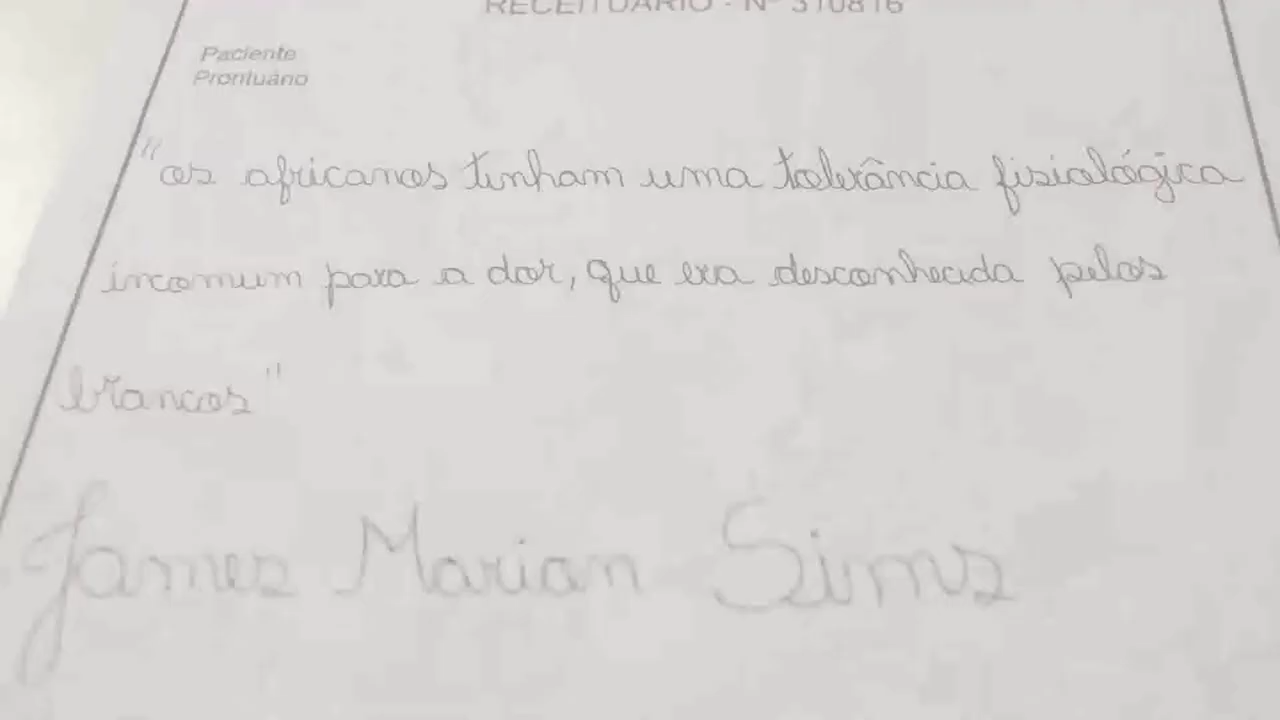 RECEITUÁRIO - Nº 310816
Paciente
Prontuário
"os africanos tinham uma tolerância fisiológica
incomum para a dor, que era desconhecida pelos
brancos"
James Marian Sims